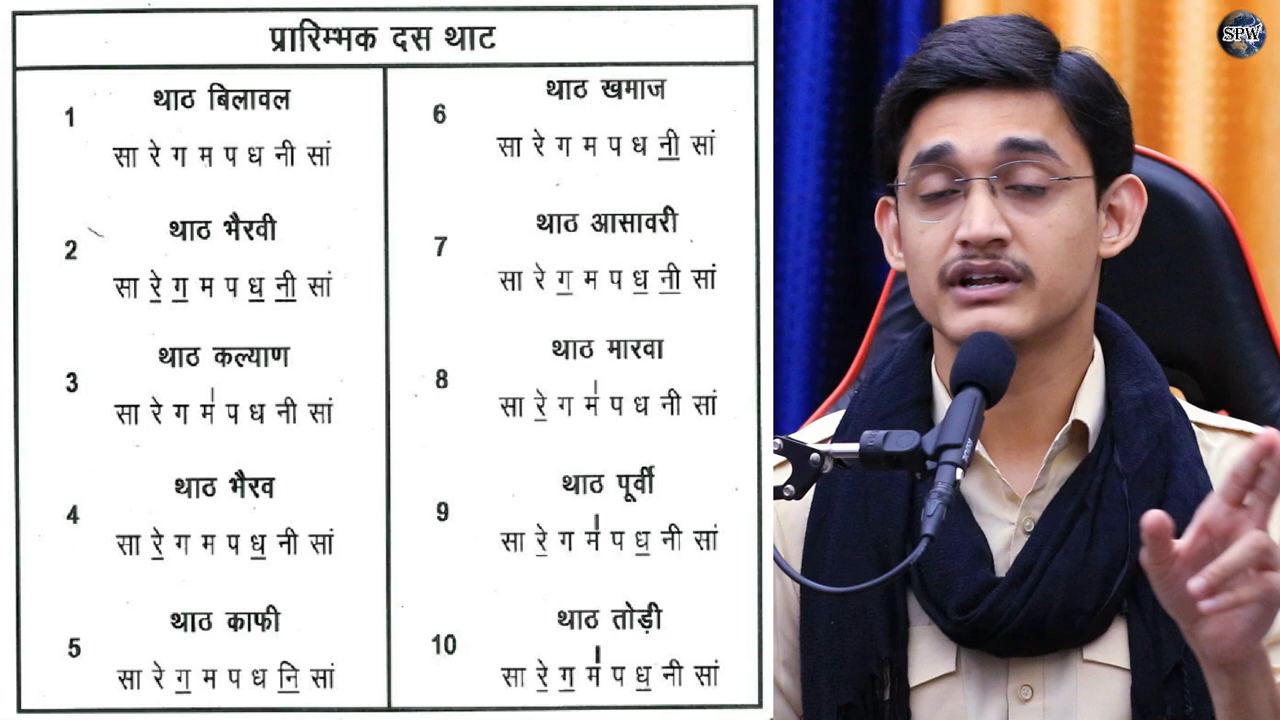 प्रारिम्भक दस थाट
1 थाठ बिलावल
सा रे ग म प ध नी सां
2 थाठ भैरवी
सा रे॒ ग॒ म प ध॒ नी॒ सां
3 थाठ कल्याण
सा रे ग म॑ प ध नी सां
4 थाठ भैरव
सा रे॒ ग म प ध॒ नी सां
5 थाठ काफी
सा रे ग॒ म प ध नि॒ सां
6 थाठ खमाज
सा रे ग म प ध नी॒ सां
7 थाठ आसावरी
सा रे ग॒ म प ध॒ नी॒ सां
8 थाठ मारवा
सा रे॒ ग म॑ प ध नी सां
9 थाठ पूर्वी
सा रे॒ ग म॑ प ध॒ नी सां
10 थाठ तोड़ी
सा रे॒ ग॒ म॑ प ध॒ नी सां
SPW